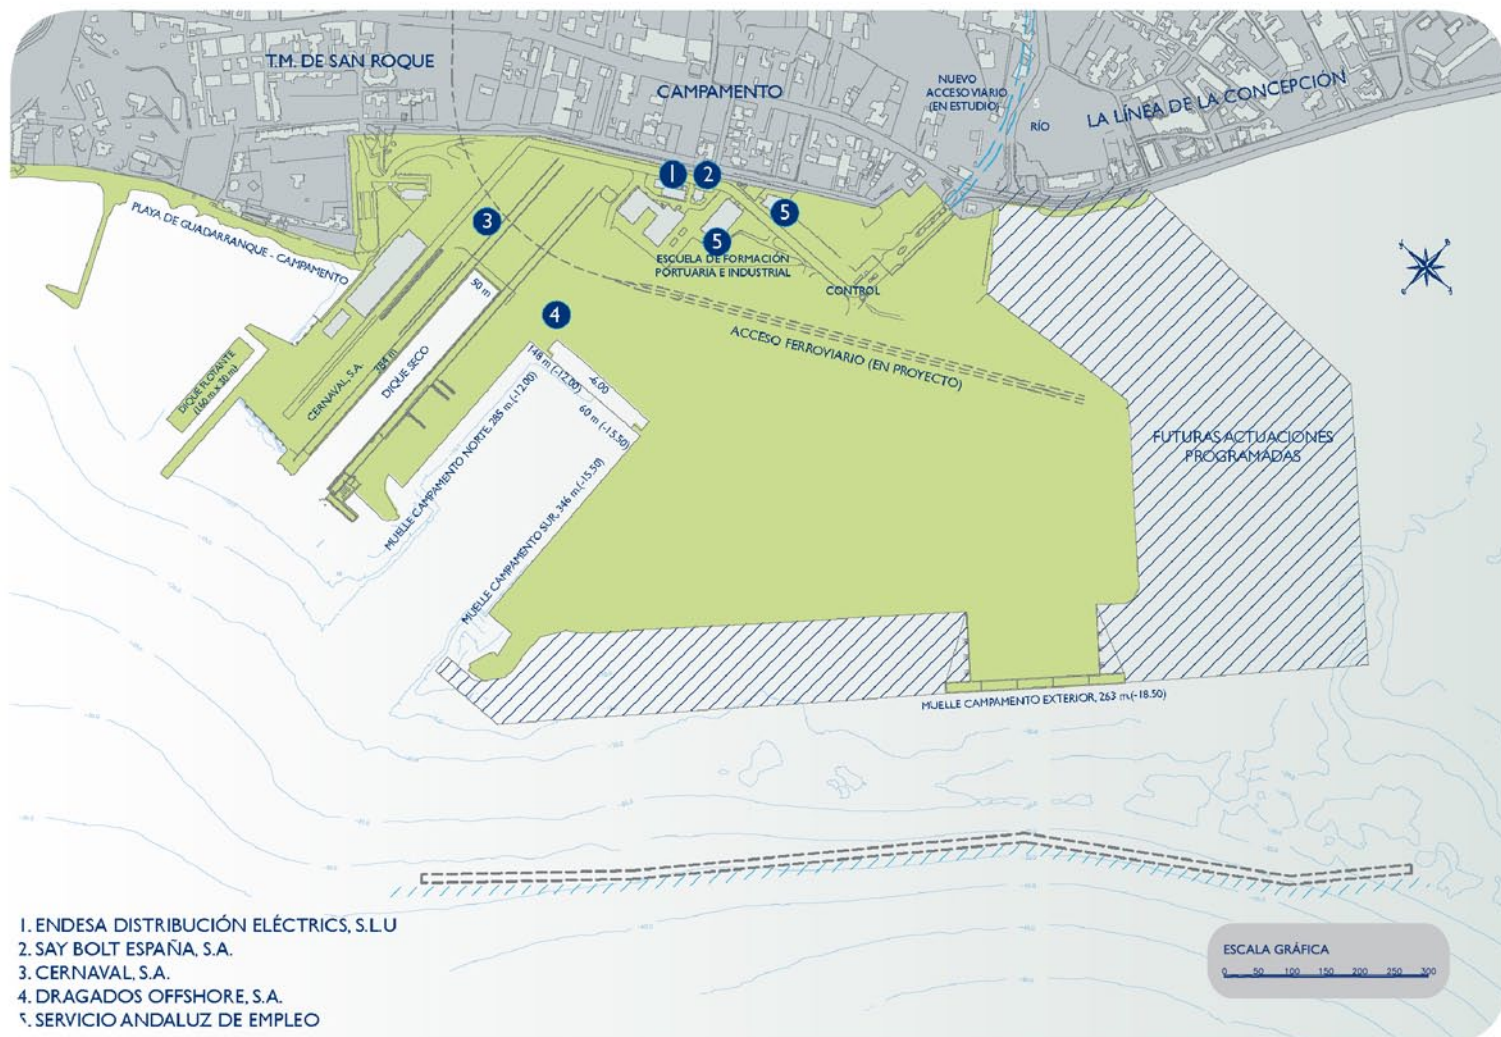 T.M. DE SAN ROQUE
CAMPAMENTO
NUEVO
ACCESO VIARIO
(EN ESTUDIO)
RÍO
LA LÍNEA DE LA CONCEPCIÓN
1
2
3
5
5
4
PLAYA DE GUADARRANQUE - CAMPAMENTO
ESCUELA DE FORMACIÓN
PORTUARIA E INDUSTRIAL
CONTROL
50 m
ACCESO FERROVIARIO (EN PROYECTO)
DIQUE FLOTANTE
(160 m x 30 m)
CERNAVAL, S.A.
384 m
DIQUE SECO
148 m (-12.00)
-6.00
60 m (-15.50)
MUELLE CAMPAMENTO NORTE, 285 m.(-12.00)
MUELLE CAMPAMENTO SUR, 346 m.(-15.50)
FUTURAS ACTUACIONES
PROGRAMADAS
MUELLE CAMPAMENTO EXTERIOR, 263 m.(-18.50)
1. ENDESA DISTRIBUCIÓN ELÉCTRICS, S.L.U
2. SAY BOLT ESPAÑA, S.A.
3. CERNAVAL, S.A.
4. DRAGADOS OFFSHORE, S.A.
5. SERVICIO ANDALUZ DE EMPLEO
ESCALA GRÁFICA
0 50 100 150 200 250 300